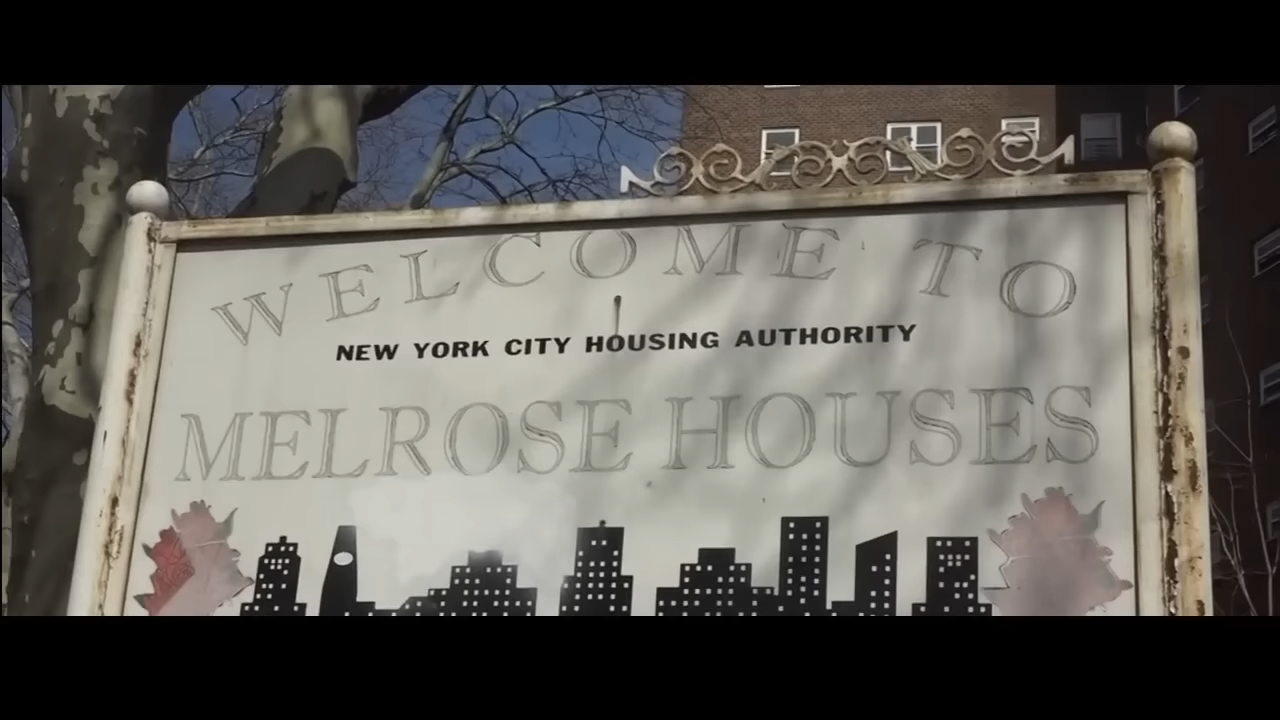 WELCOME TO
NEW YORK CITY HOUSING AUTHORITY
MELROSE HOUSES